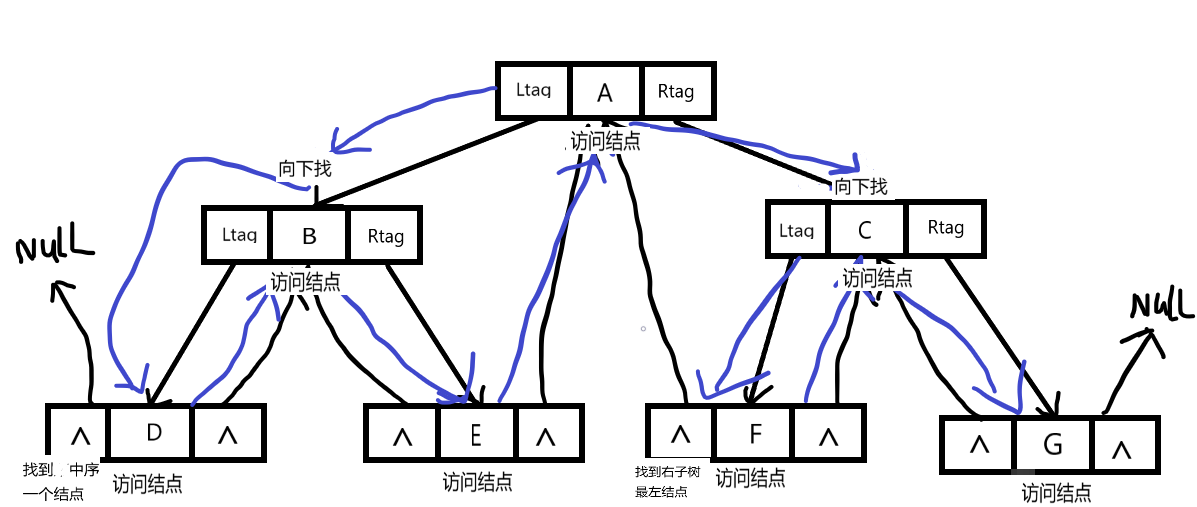 Ltag A Rtag
访问结点
向下找
向下找
Ltag B Rtag
Ltag C Rtag
NULL
访问结点
访问结点
NULL
^ D ^
^ E ^
^ F ^
^ G ^
找到 中序
一个结点
访问结点
访问结点
找到右子树
最左结点
访问结点
访问结点